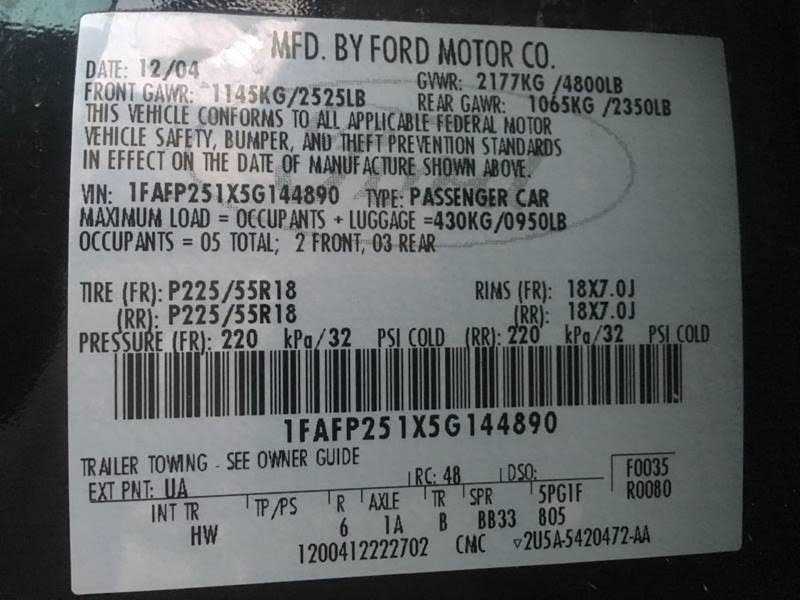 MFD. BY FORD MOTOR CO.
DATE: 12/04 GVWR: 2177KG /4800LB
FRONT GAWR: 1145KG/2525LB REAR GAWR: 1065KG /2350LB
THIS VEHICLE CONFORMS TO ALL APPLICABLE FEDERAL MOTOR
VEHICLE SAFETY, BUMPER, AND THEFT PREVENTION STANDARDS
IN EFFECT ON THE DATE OF MANUFACTURE SHOWN ABOVE.
VIN: 1FAFP251X5G144890 TYPE: PASSENGER CAR
MAXIMUM LOAD = OCCUPANTS + LUGGAGE =430KG/0950LB
OCCUPANTS = 05 TOTAL; 2 FRONT, 03 REAR
TIRE (FR): P225/55R18 RIMS (FR): 18X7.0J
(RR): P225/55R18 (RR): 18X7.0J
PRESSURE (FR): 220 kPa/32 PSI COLD (RR): 220 kPa/32 PSI COLD
1FAFP251X5G144890
TRAILER TOWING - SEE OWNER GUIDE
EXT PNT: UA RC: 48 DSO: F0035
INT TR TP/PS R AXLE TR SPR 5PG1F R0080
HW 6 1A B BB33 805
1200412222702 CMC ▽2U5A-5420472-AA